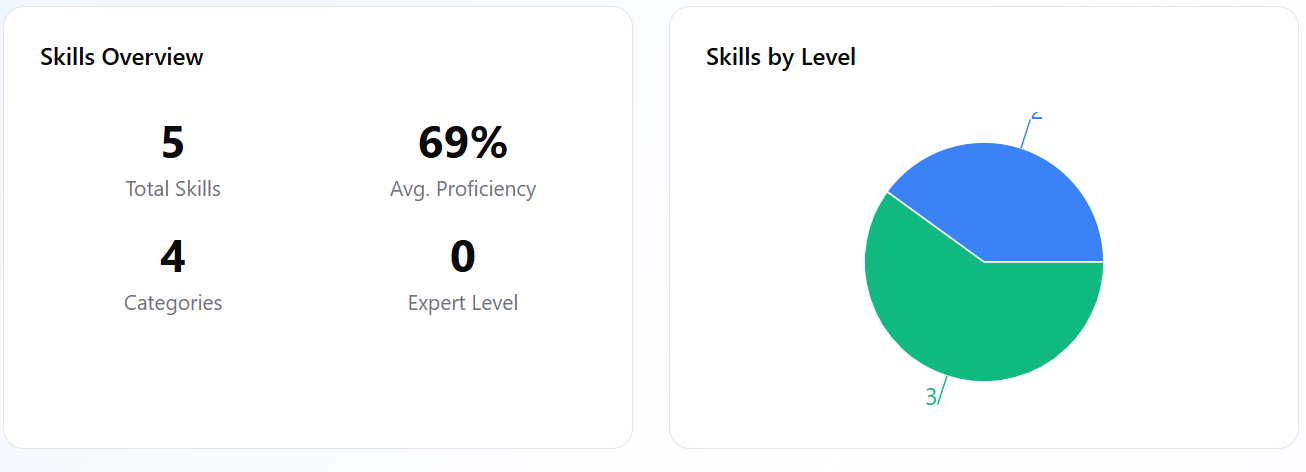 Skills Overview
5
Total Skills
69%
Avg. Proficiency
4
Categories
0
Expert Level
Skills by Level
3